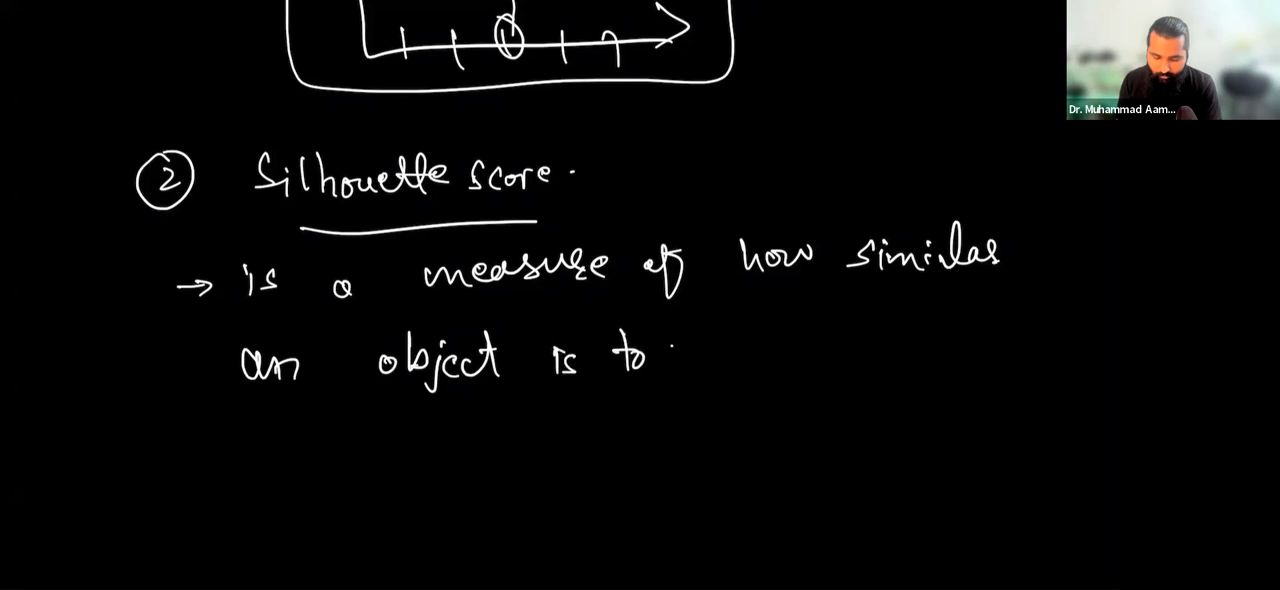 Dr. Muhammad Aam...
② Silhouette score.
→ is a measure of how similar
an object is to